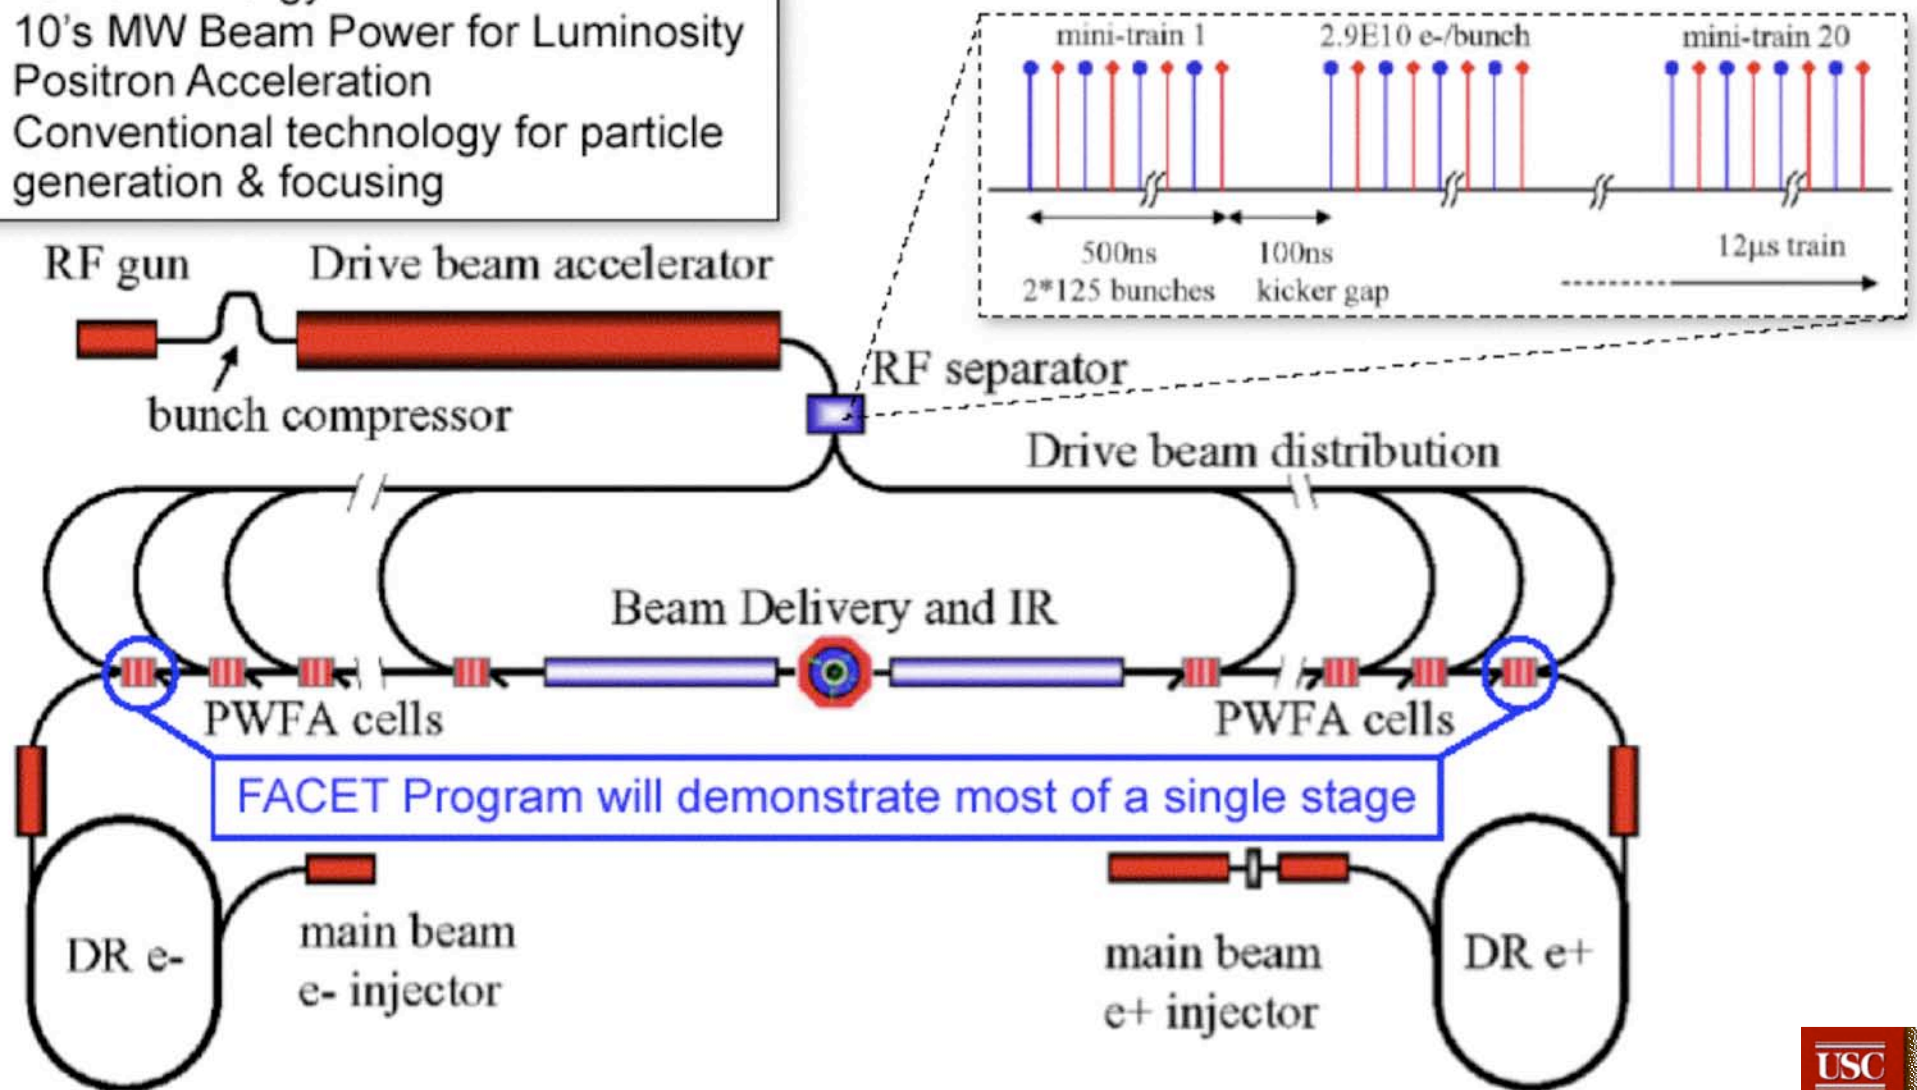 10's MW Beam Power for Luminosity
Positron Acceleration
Conventional technology for particle
generation & focusing
mini-train 1
2.9E10 e-/bunch
mini-train 20
500ns
100ns
12μs train
2*125 bunches
kicker gap
RF gun
Drive beam accelerator
bunch compressor
RF separator
Drive beam distribution
Beam Delivery and IR
PWFA cells
PWFA cells
FACET Program will demonstrate most of a single stage
DR e-
main beam
e- injector
main beam
e+ injector
DR e+
USC